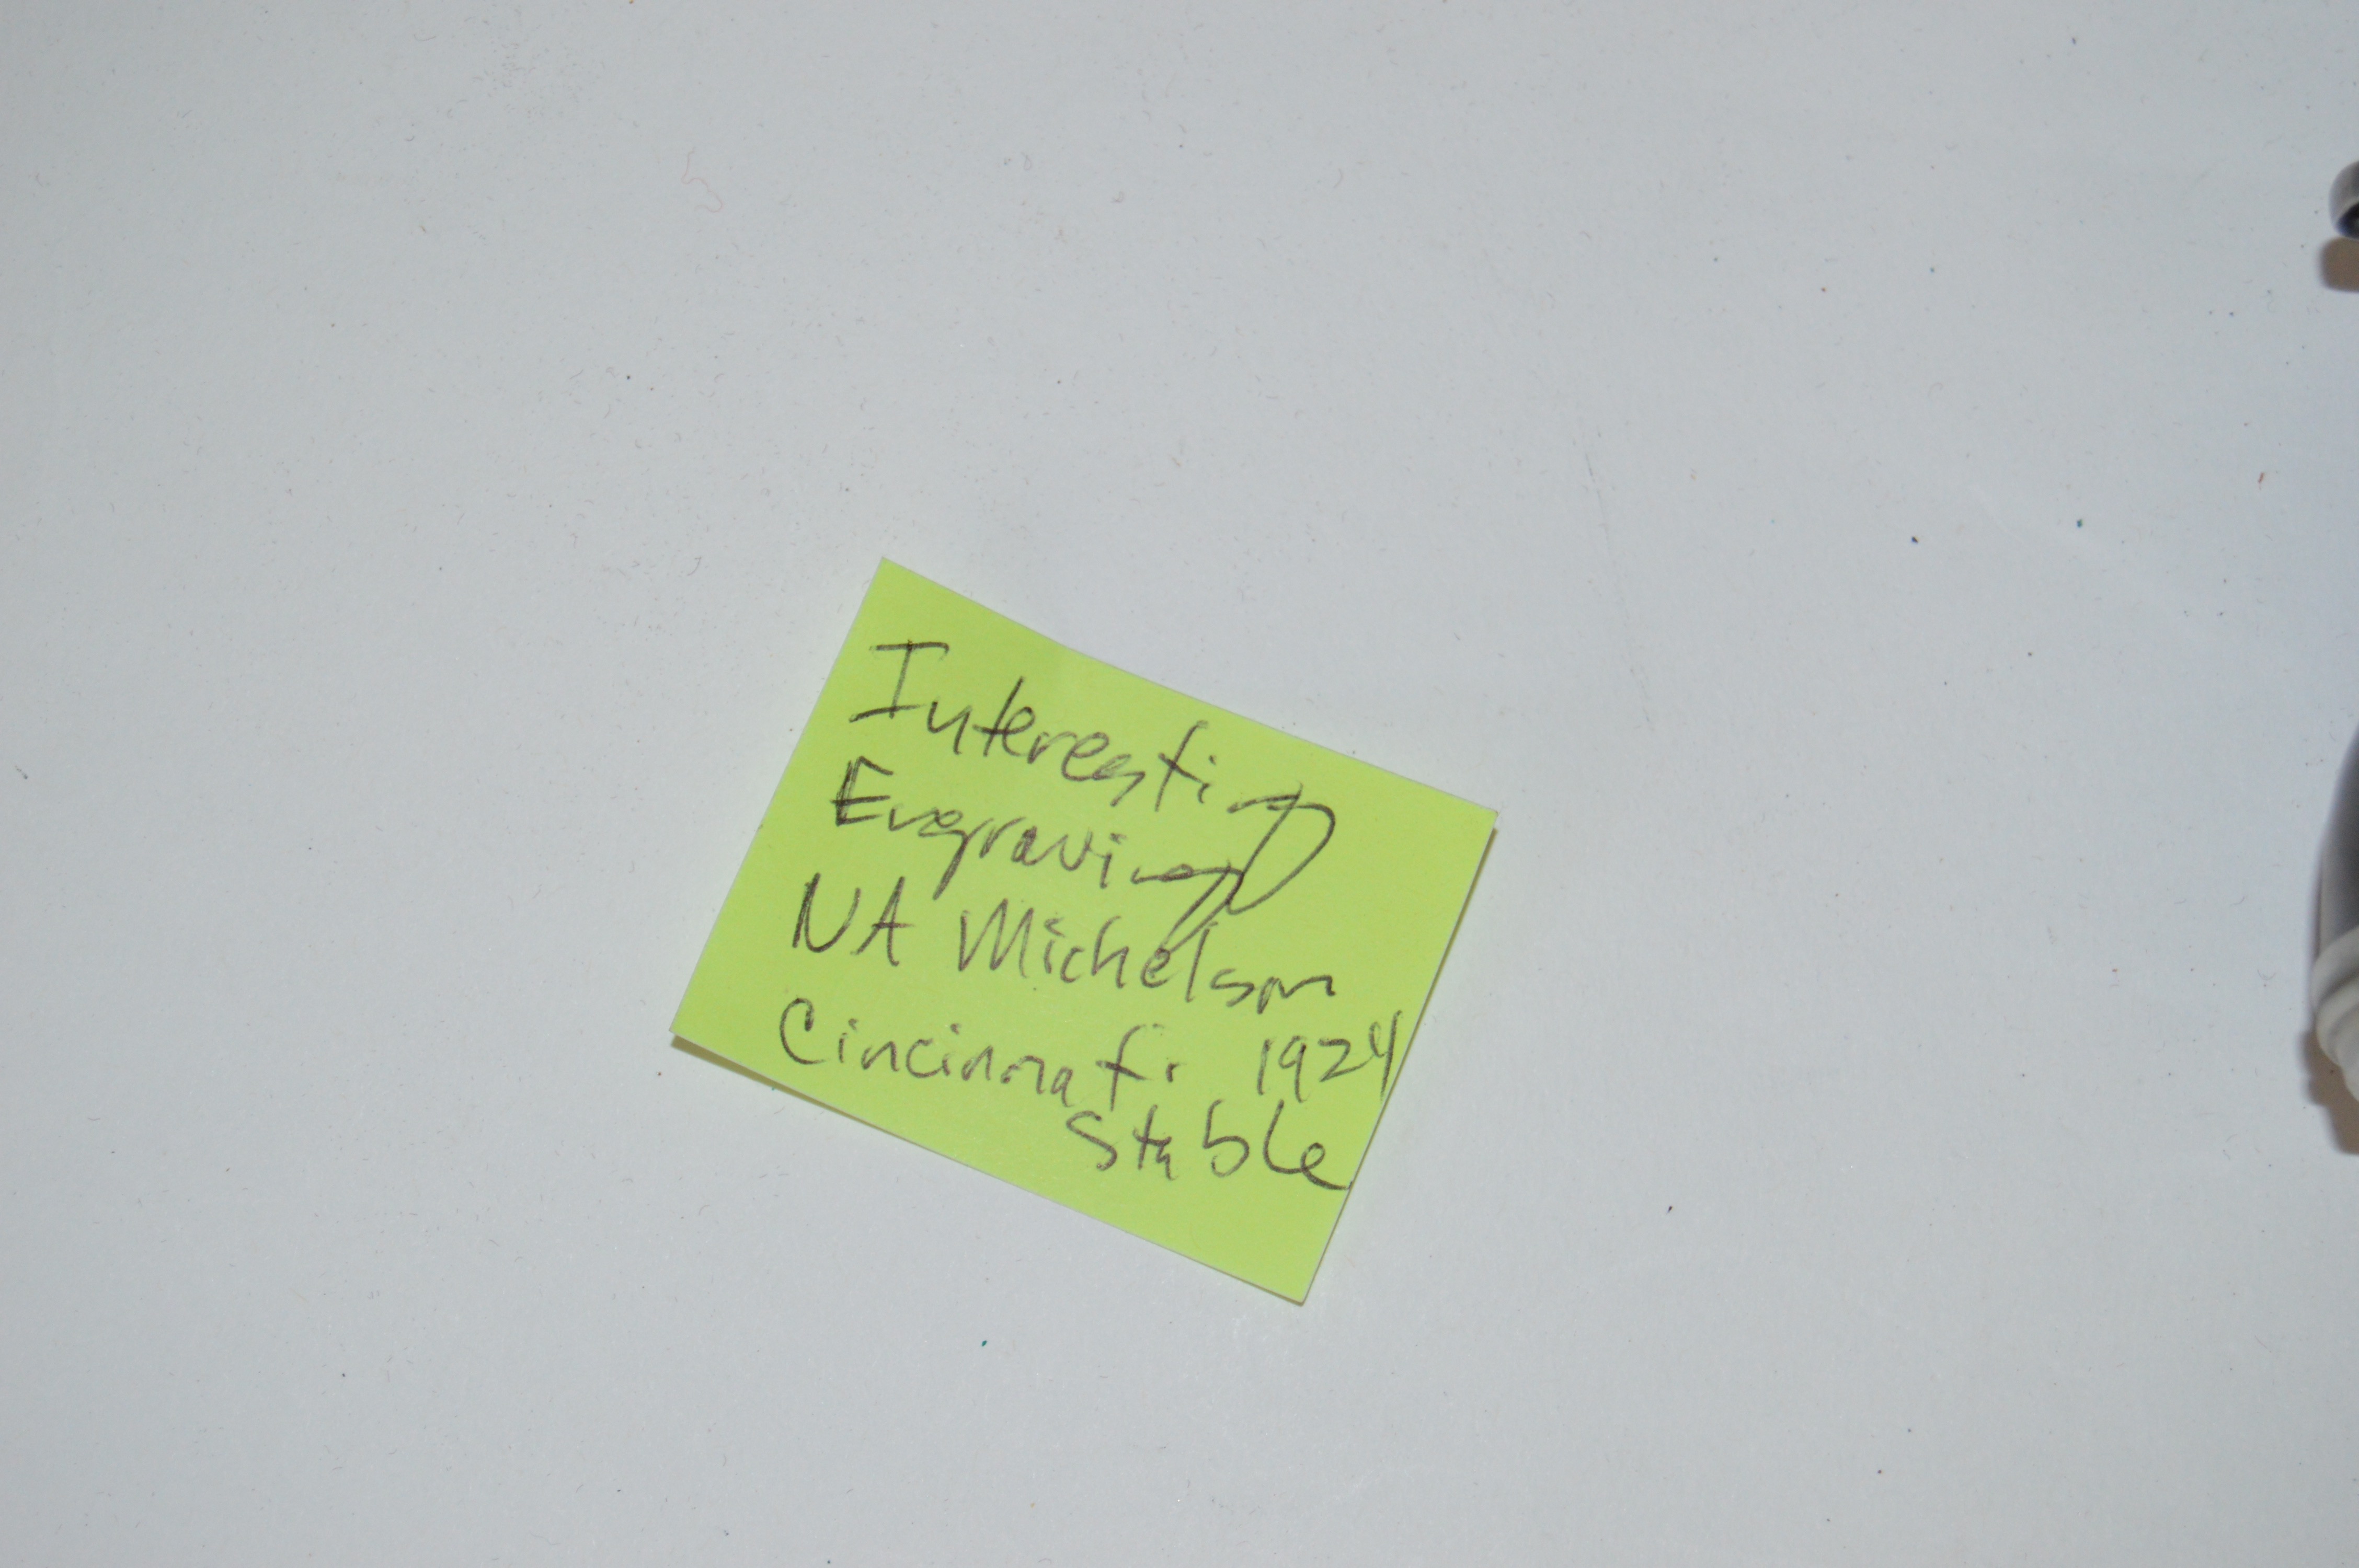 Interesting
Engraving
NA Michelson
Cincinnati 1924
Stable